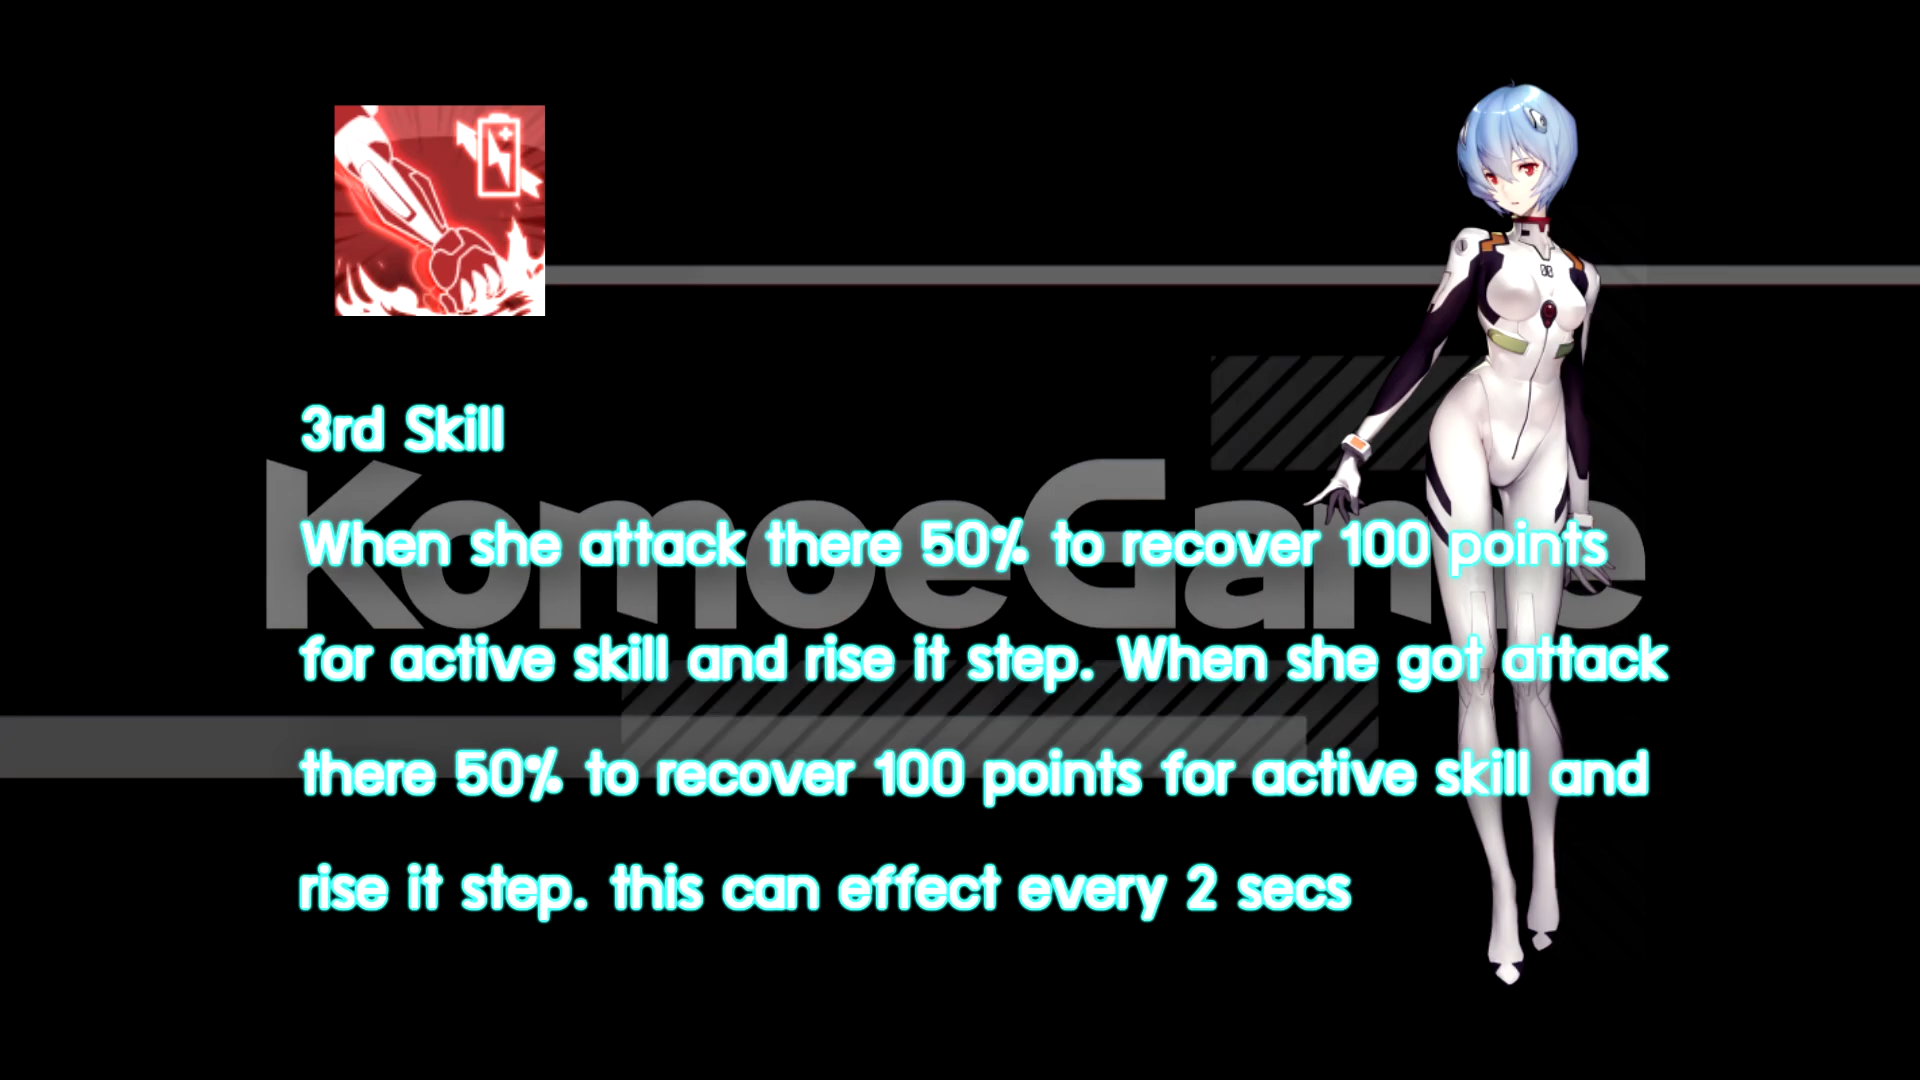 3rd Skill
KomoeGame
When she attack there 50% to recover 100 points
for active skill and rise it step. When she got attack
there 50% to recover 100 points for active skill and
rise it step. this can effect every 2 secs